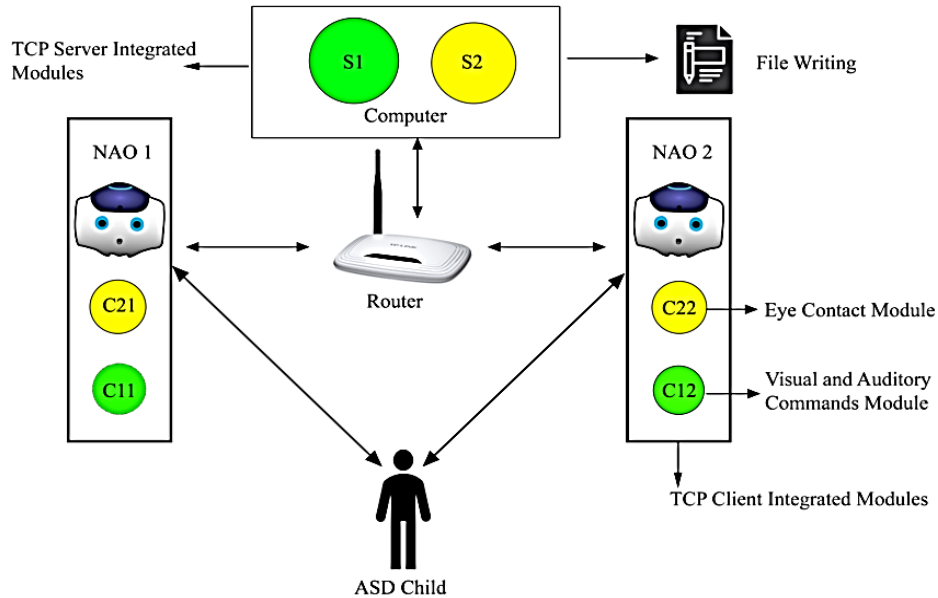 TCP Server Integrated
Modules
S1
S2
Computer
File Writing
NAO 1
NAO 2
Router
C21
C11
C22
Eye Contact Module
C12
Visual and Auditory
Commands Module
TCP Client Integrated Modules
ASD Child